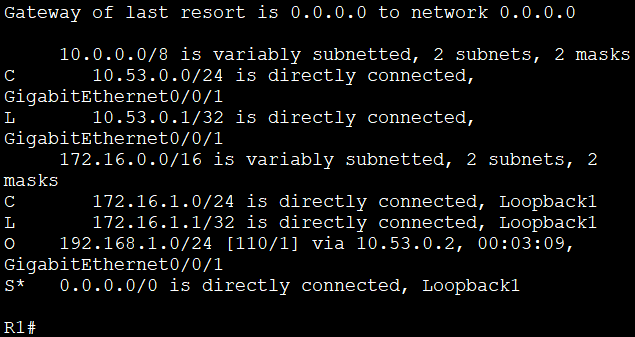 Gateway of last resort is 0.0.0.0 to network 0.0.0.0
10.0.0.0/8 is variably subnetted, 2 subnets, 2 masks
C 10.53.0.0/24 is directly connected,
GigabitEthernet0/0/1
L 10.53.0.1/32 is directly connected,
GigabitEthernet0/0/1
172.16.0.0/16 is variably subnetted, 2 subnets, 2
masks
C 172.16.1.0/24 is directly connected, Loopback1
L 172.16.1.1/32 is directly connected, Loopback1
O 192.168.1.0/24 [110/1] via 10.53.0.2, 00:03:09,
GigabitEthernet0/0/1
S* 0.0.0.0/0 is directly connected, Loopback1
R1#